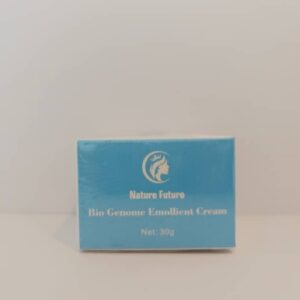 Nature Future
Bio Genome Emollient Cream
Net: 30g